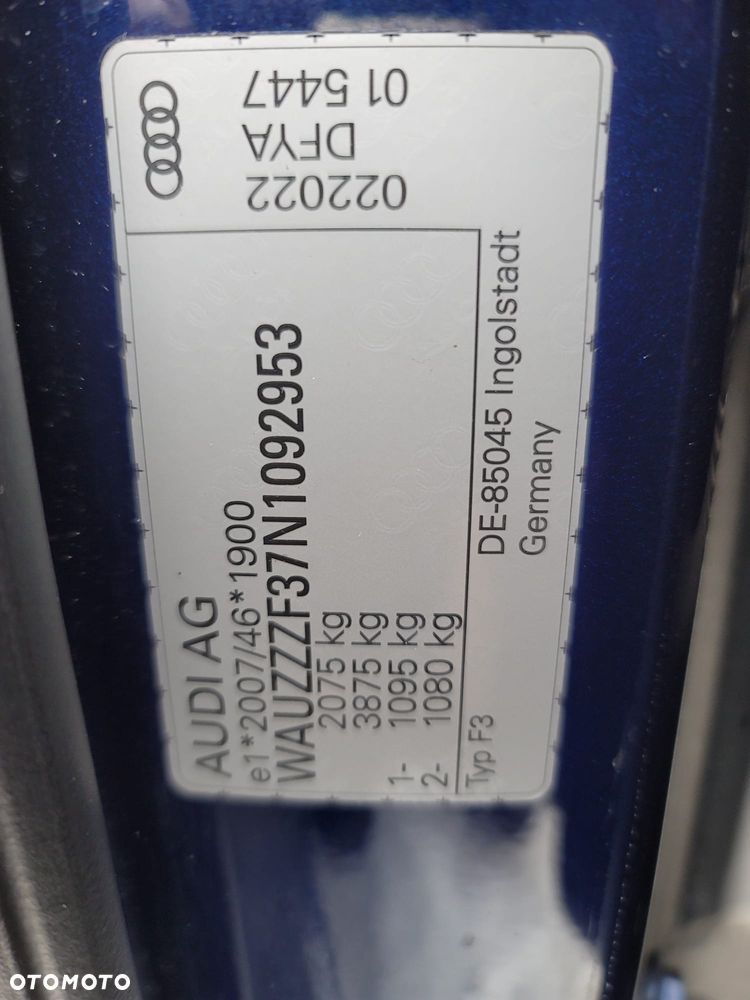 AUDI AG
e1*2007/46*1900
WAUZZZF37N1092953
2075 kg
3875 kg
1- 1095 kg
2- 1080 kg
Typ F3
DE-85045 Ingolstadt
Germany
022022
DFYA
01 5447
OTOMOTO